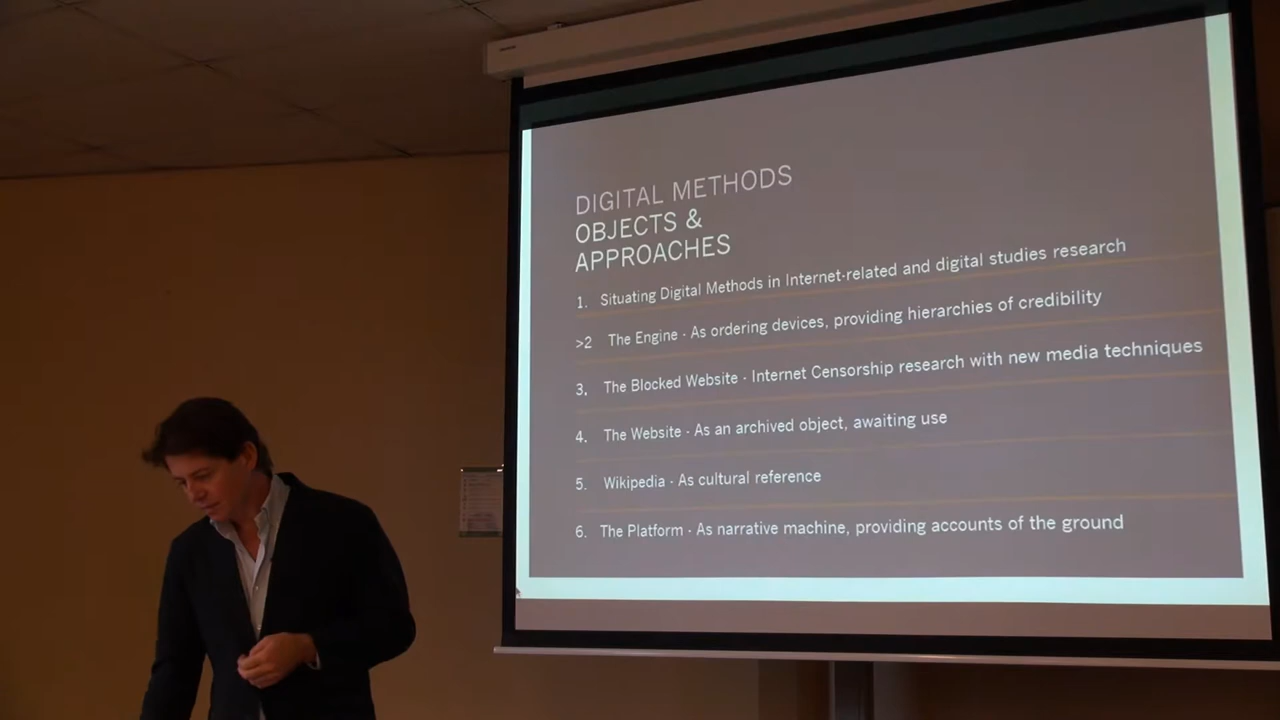 DIGITAL METHODS
OBJECTS &
APPROACHES
1. Situating Digital Methods in Internet-related and digital studies research
>2 The Engine - As ordering devices, providing hierarchies of credibility
3. The Blocked Website - Internet Censorship research with new media techniques
4. The Website - As an archived object, awaiting use
5. Wikipedia - As cultural reference
6. The Platform - As narrative machine, providing accounts of the ground